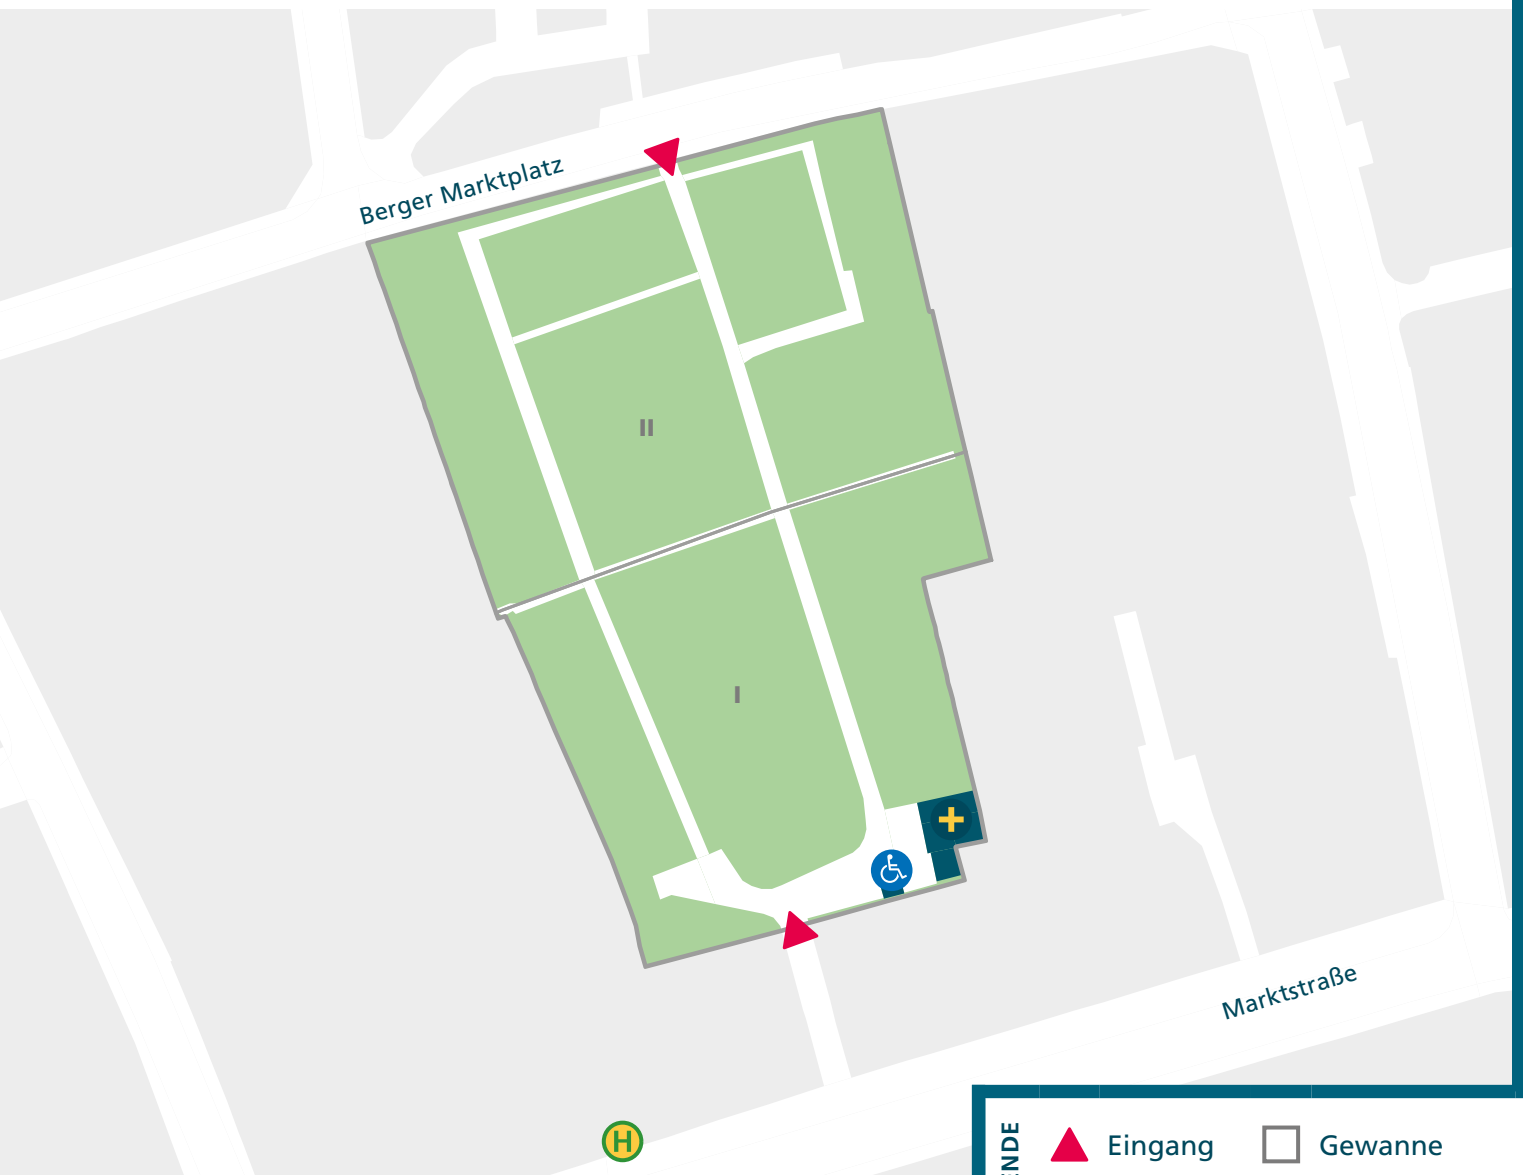 Berger Marktplatz
II
I
Marktstraße
H
Eingang
Gewanne